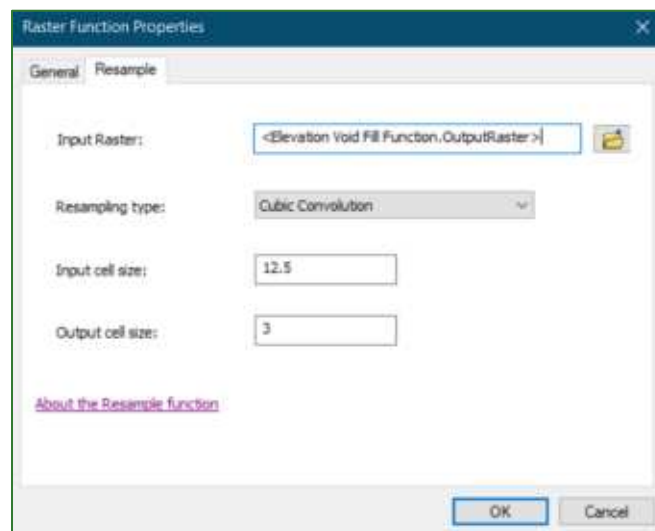 Raster Function Properties
General Resample
Input Raster: <Elevation Void Fill Function.OutputRaster>
Resampling type: Cubic Convolution
Input cell size: 12.5
Output cell size: 3
About the Resample function
OK Cancel